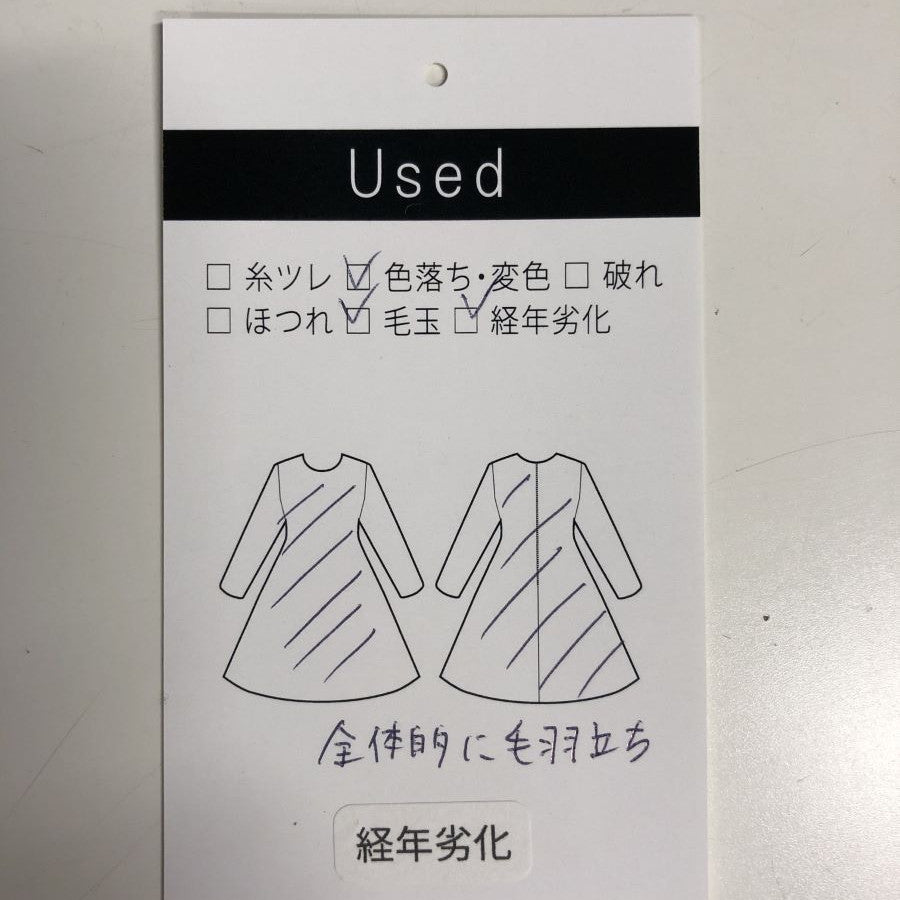 Used
□ 糸ツレ ☑ 色落ち・変色 □ 破れ
□ ほつれ ☑ 毛玉 ☑ 経年劣化
全体的に毛羽立ち
経年劣化